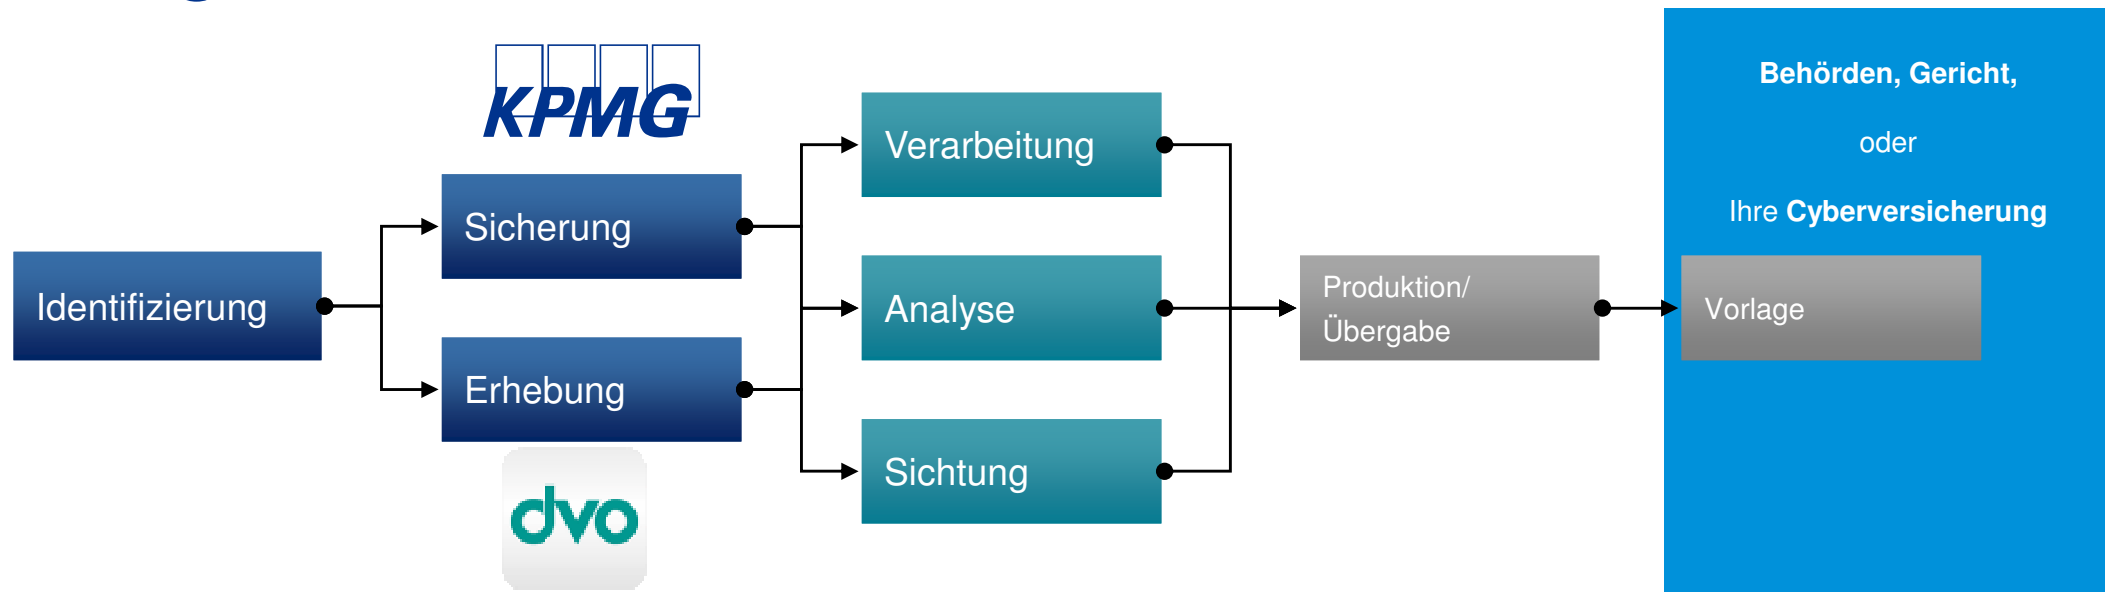 KPMG
Identifizierung
Sicherung
Erhebung
dvo
Verarbeitung
Analyse
Sichtung
Produktion/
Übergabe
Behörden, Gericht,
oder
Ihre Cyberversicherung
Vorlage